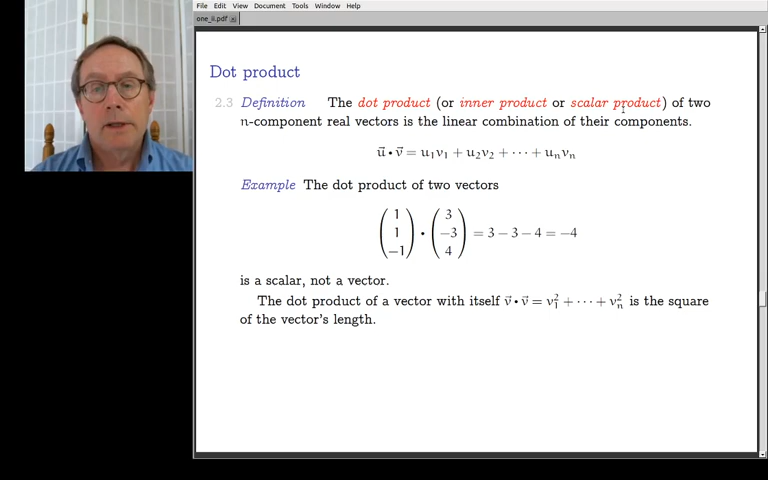 File Edit View Document Tools Window Help
one_ii.pdf
Dot product
2.3 Definition The dot product (or inner product or scalar product) of two
n-component real vectors is the linear combination of their components.
u⃗ • v⃗ = u₁v₁ + u₂v₂ + ··· + uₙvₙ
Example The dot product of two vectors
(1 1 −1) • (3 −3 4) = 3 − 3 − 4 = −4
is a scalar, not a vector.
The dot product of a vector with itself v⃗ • v⃗ = v₁² + ··· + vₙ² is the square
of the vector's length.